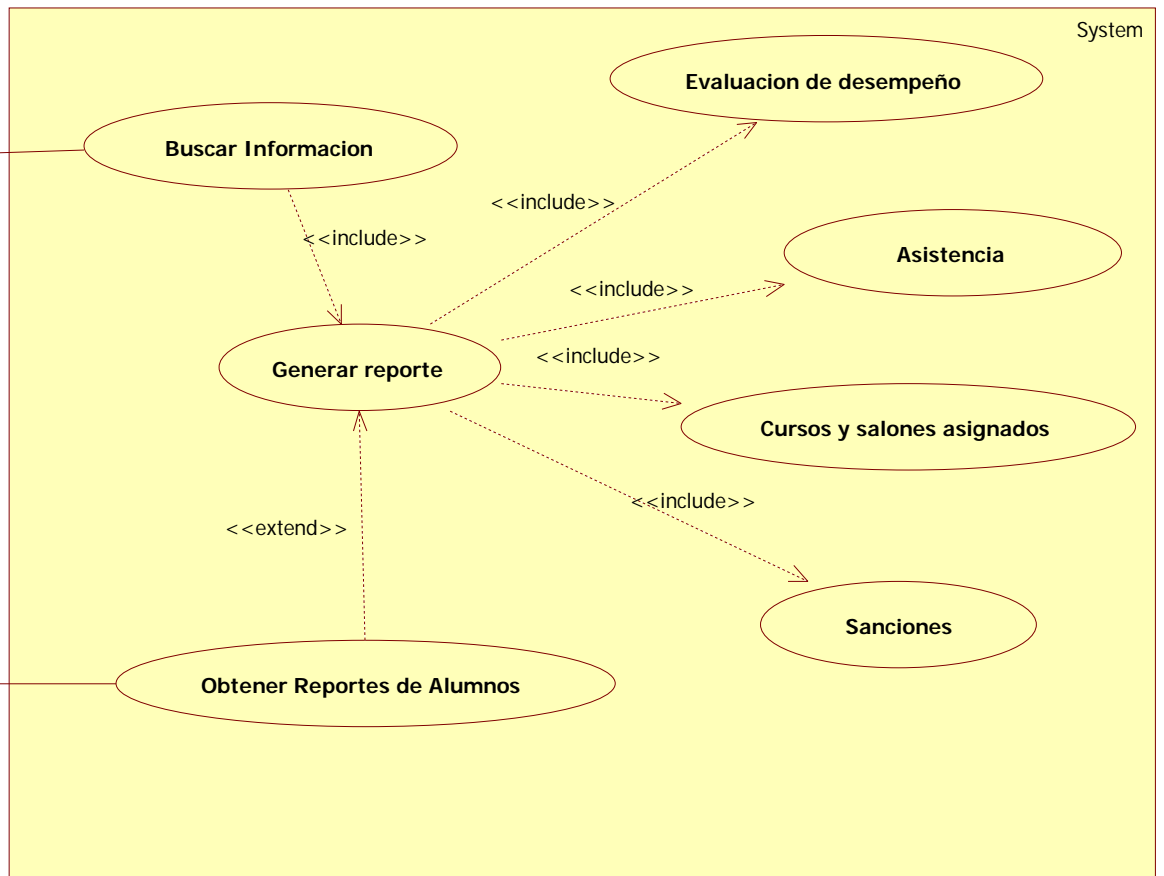 System
Evaluacion de desempeño
Buscar Informacion
<<include>>
<<include>>
Asistencia
<<include>>
<<include>>
Generar reporte
Cursos y salones asignados
<<include>>
<<extend>>
Sanciones
Obtener Reportes de Alumnos